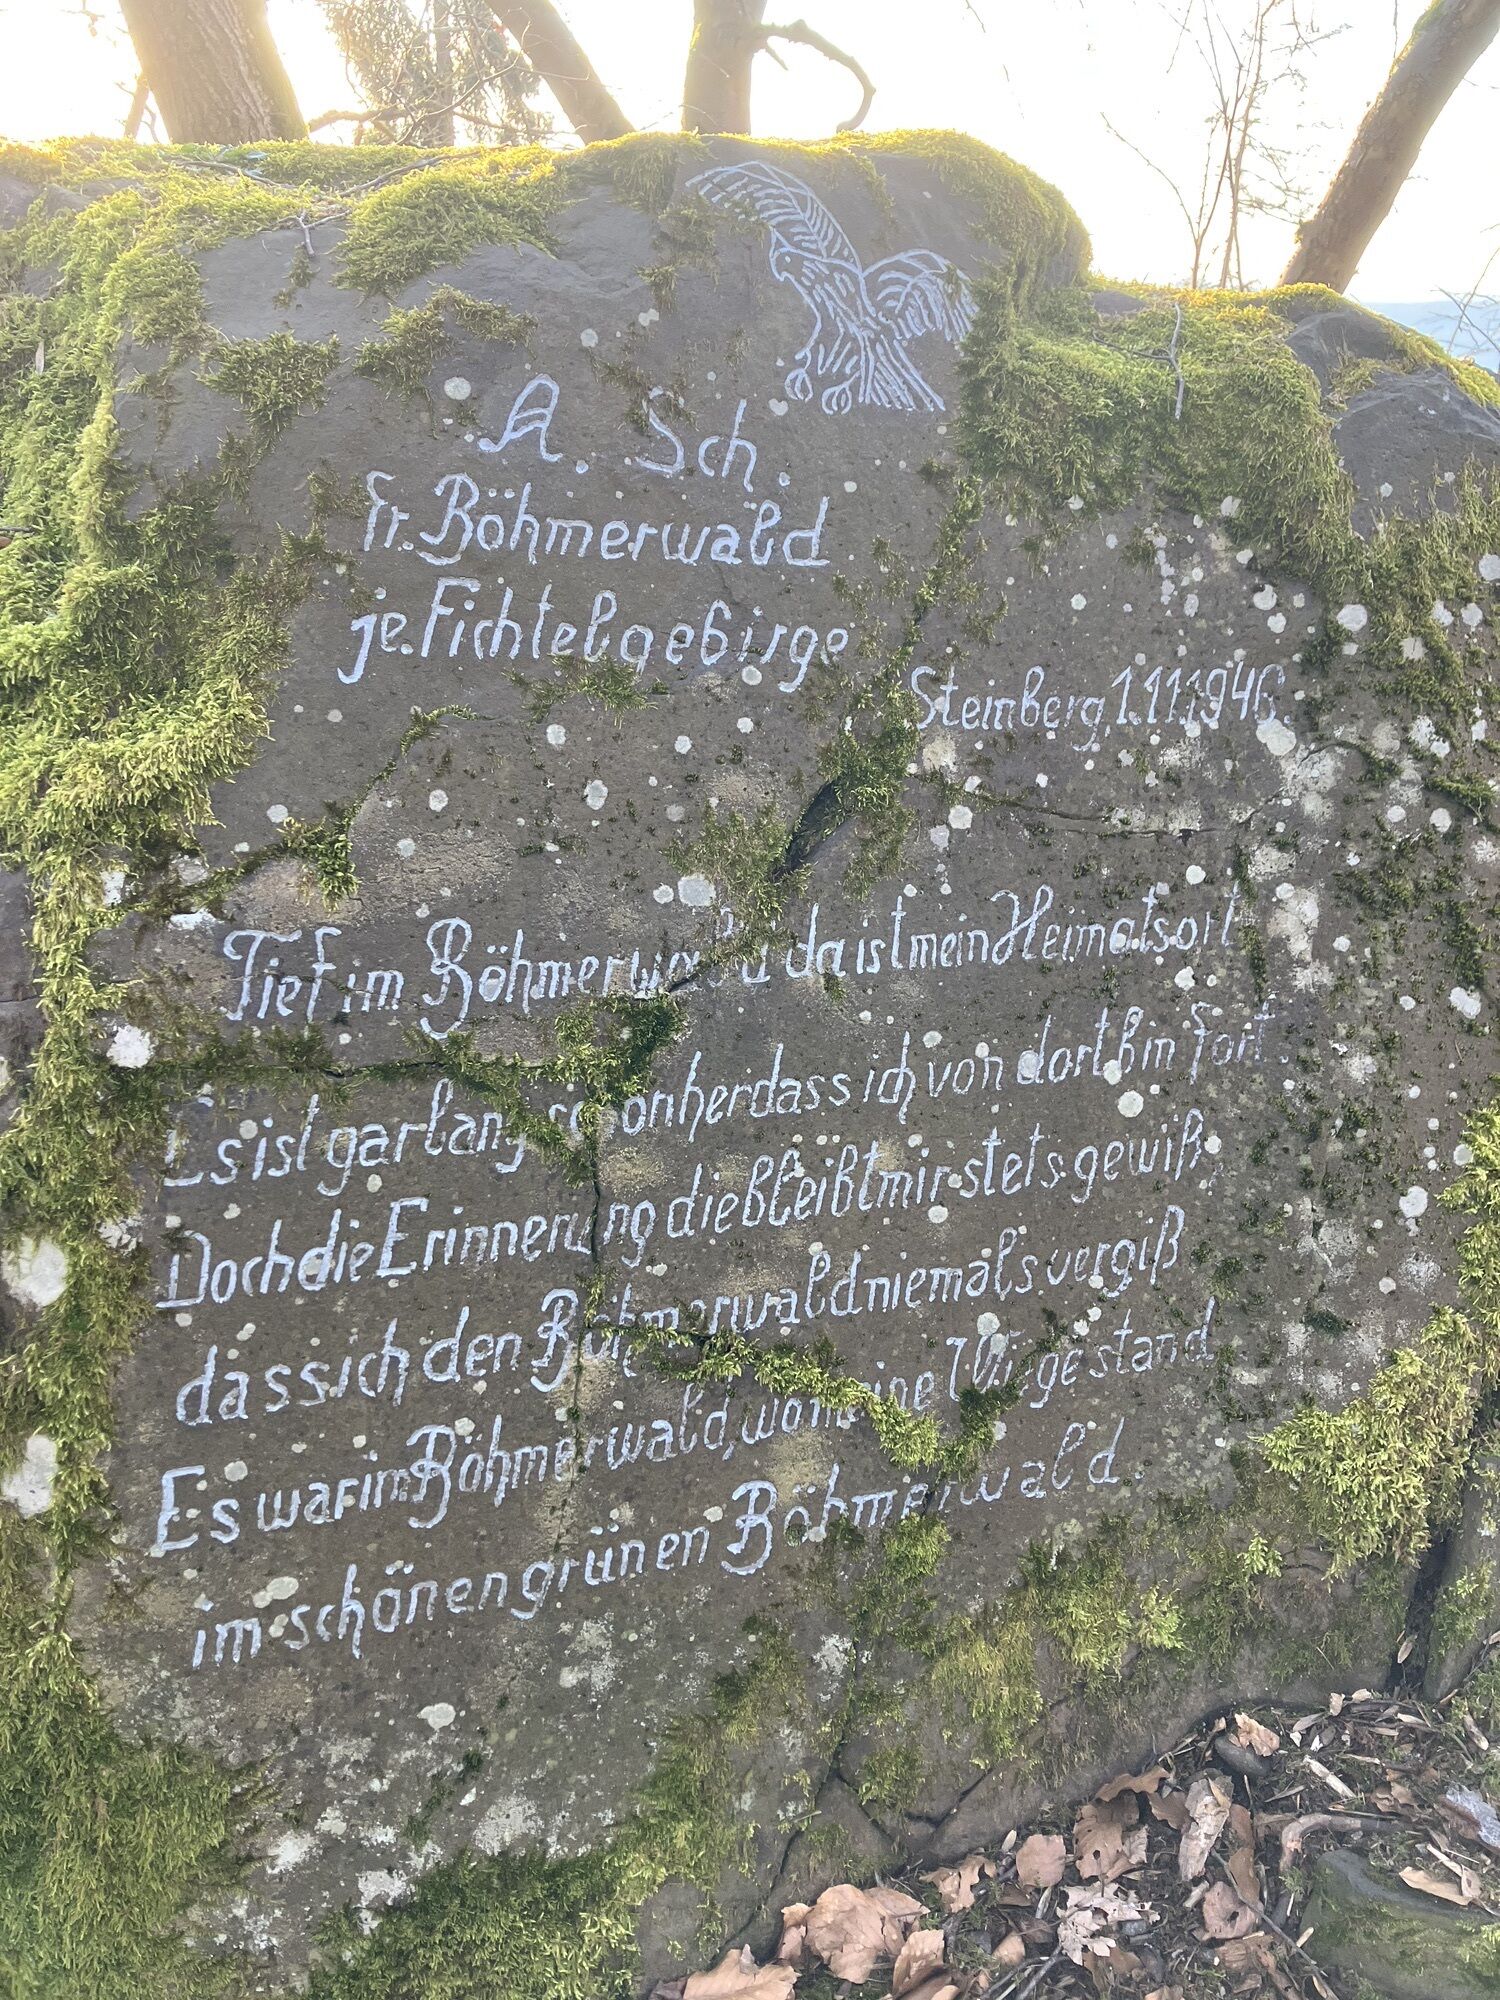 A. Sch.
fr. Böhmerwald
je. Fichtelgebirge
Steinberg, 1.11.1946.
Tief im Böhmerwald da ist mein Heimatsort
Es ist gar lang schon her dass ich von dort bin fort.
Doch die Erinnerung die bleibt mir stets gewiß,
dass ich den Böhmerwald niemals vergiß
Es war im Böhmerwald, wo meine Wiege stand
im schönen grünen Böhmerwald.